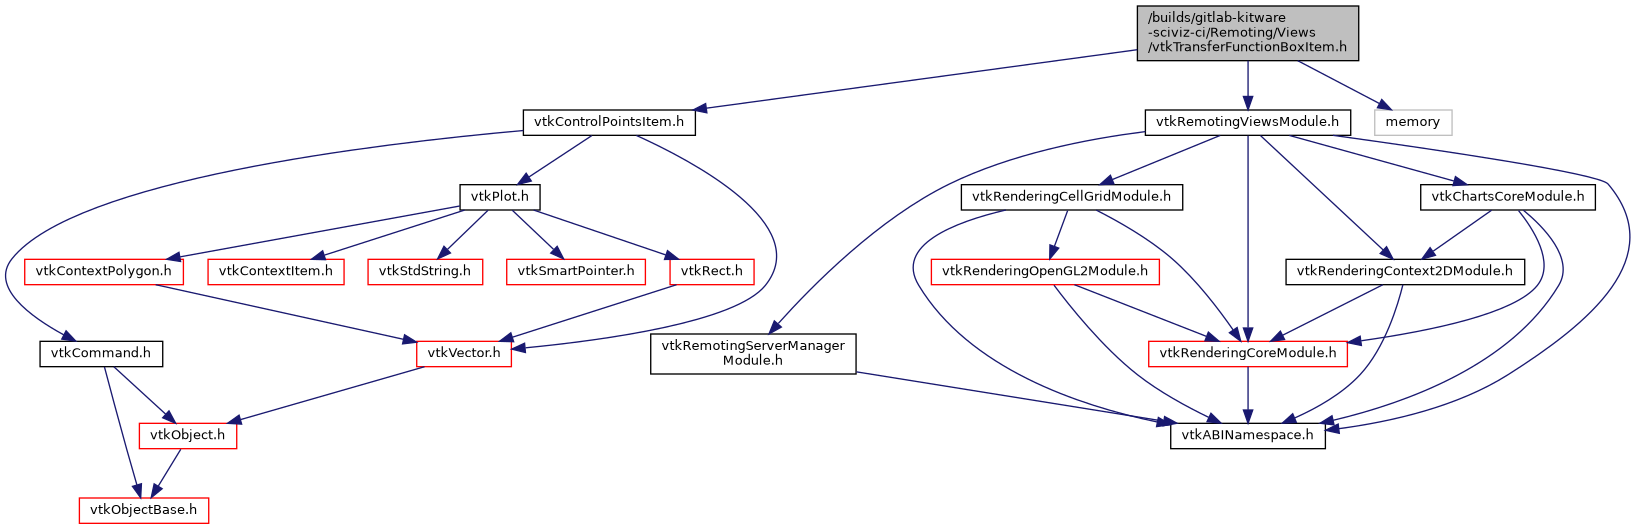 /builds/gitlab-kitware
-sciviz-ci/Remoting/Views
/vtkTransferFunctionBoxItem.h
vtkControlPointsItem.h
vtkRemotingViewsModule.h
memory
vtkPlot.h
vtkRenderingCellGridModule.h
vtkChartsCoreModule.h
vtkContextPolygon.h
vtkContextItem.h
vtkStdString.h
vtkSmartPointer.h
vtkRect.h
vtkRenderingOpenGL2Module.h
vtkRenderingContext2DModule.h
vtkCommand.h
vtkVector.h
vtkRemotingServerManager
Module.h
vtkRenderingCoreModule.h
vtkObject.h
vtkABINamespace.h
vtkObjectBase.h